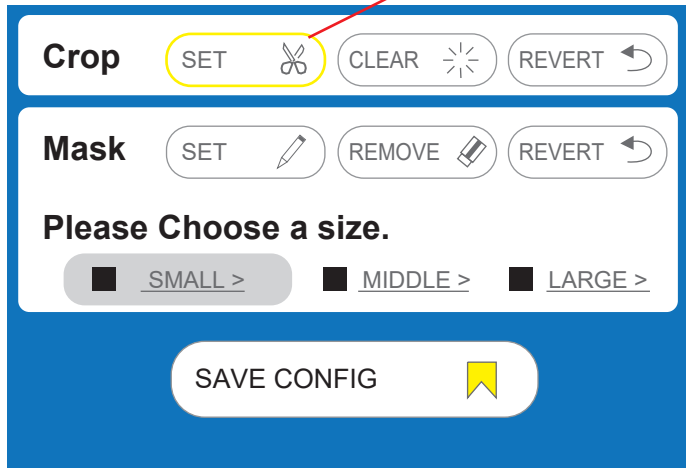 Crop SET CLEAR REVERT
Mask SET REMOVE REVERT
Please Choose a size.
SMALL > MIDDLE > LARGE >
SAVE CONFIG